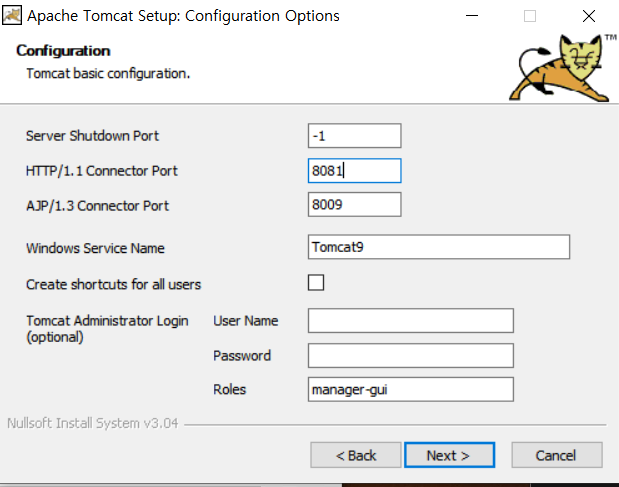 Apache Tomcat Setup: Configuration Options
Configuration
Tomcat basic configuration.
TM
Server Shutdown Port -1
HTTP/1.1 Connector Port 8081
AJP/1.3 Connector Port 8009
Windows Service Name Tomcat9
Create shortcuts for all users
Tomcat Administrator Login User Name
(optional)
Password
Roles manager-gui
Nullsoft Install System v3.04
< Back Next > Cancel